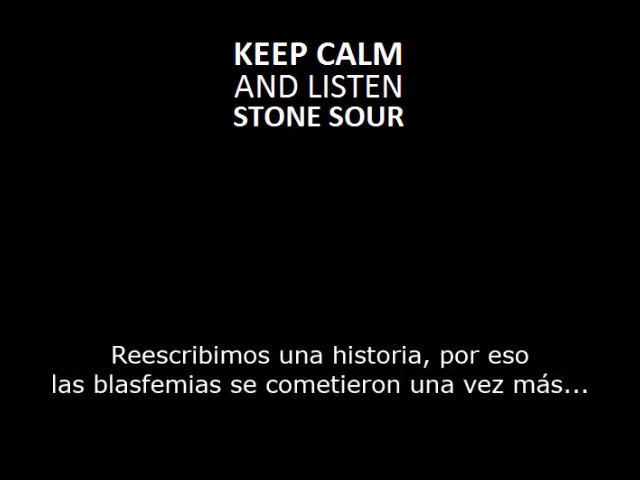 KEEP CALM
AND LISTEN
STONE SOUR
Reescribimos una historia, por eso
las blasfemias se cometieron una vez más...